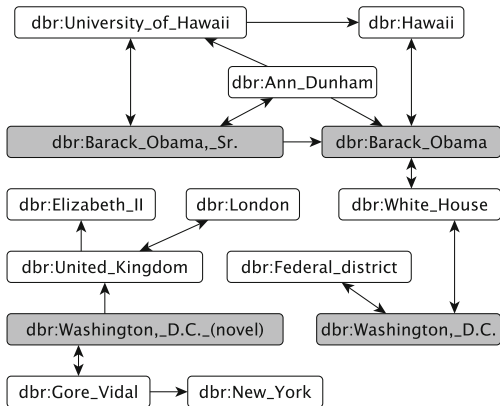 dbr:University_of_Hawaii
dbr:Hawaii
dbr:Ann_Dunham
dbr:Barack_Obama,_Sr.
dbr:Barack_Obama
dbr:Elizabeth_II
dbr:London
dbr:White_House
dbr:United_Kingdom
dbr:Federal_district
dbr:Washington,_D.C._(novel)
dbr:Washington,_D.C.
dbr:Gore_Vidal
dbr:New_York